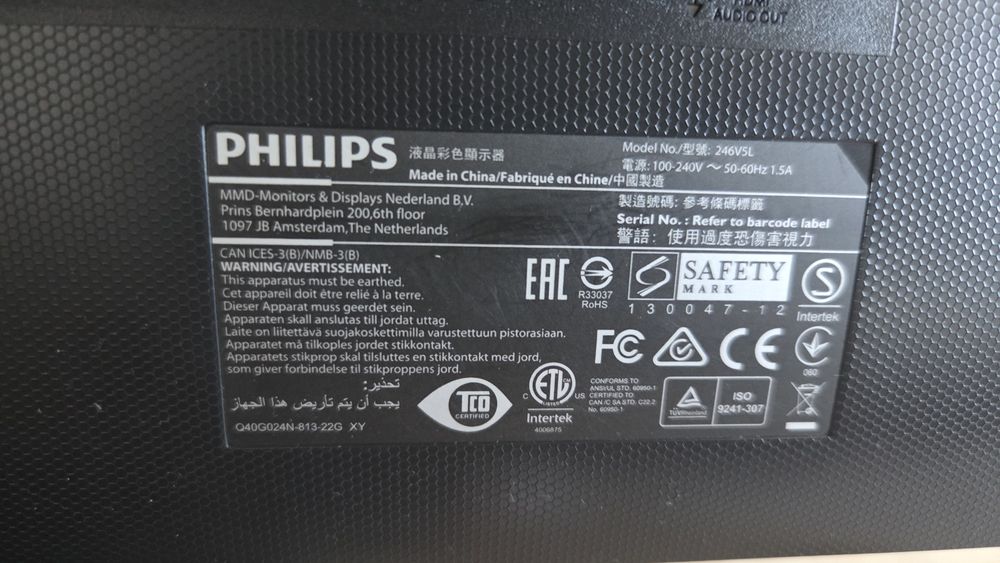 HDMI
AUDIO OUT
PHILIPS 液晶彩色顯示器
Made in China/Fabriqué en Chine/中國製造
Model No./型號: 246V5L
電源: 100-240V ～ 50-60Hz 1.5A
MMD-Monitors & Displays Nederland B.V.
Prins Bernhardplein 200,6th floor
1097 JB Amsterdam,The Netherlands
製造號碼: 參考條碼標籤
Serial No. : Refer to barcode label
警語: 使用過度恐傷害視力
CAN ICES-3(B)/NMB-3(B)
WARNING/AVERTISSEMENT:
This apparatus must be earthed.
Cet appareil doit être relié à la terre.
Dieser Apparat muss geerdet sein.
Apparaten skall anslutas till jordat uttag.
Laite on liitettävä suojakoskettimilla varustettuun pistorasiaan.
Apparatet må tilkoples jordet stikkontakt.
Apparatets stikprop skal tilsluttes en stikkontakt med jord,
som giver forbindelse til stikproppens jord.
تحذير:
يجب أن يتم تأريض هذا الجهاز
Q40G024N-813-22G XY
EAC
R33037
RoHS
SAFETY
MARK
130047-12
S
Intertek
FC
CE
060
TCO
CERTIFIED
ETL CM
LISTED
C US
Intertek
4006875
CONFORMS TO
ANSI/UL STD. 60950-1
CERTIFIED TO
CAN /C SA STD. C22.2
No. 60950-1
TÜVRheinland
ISO
9241-307